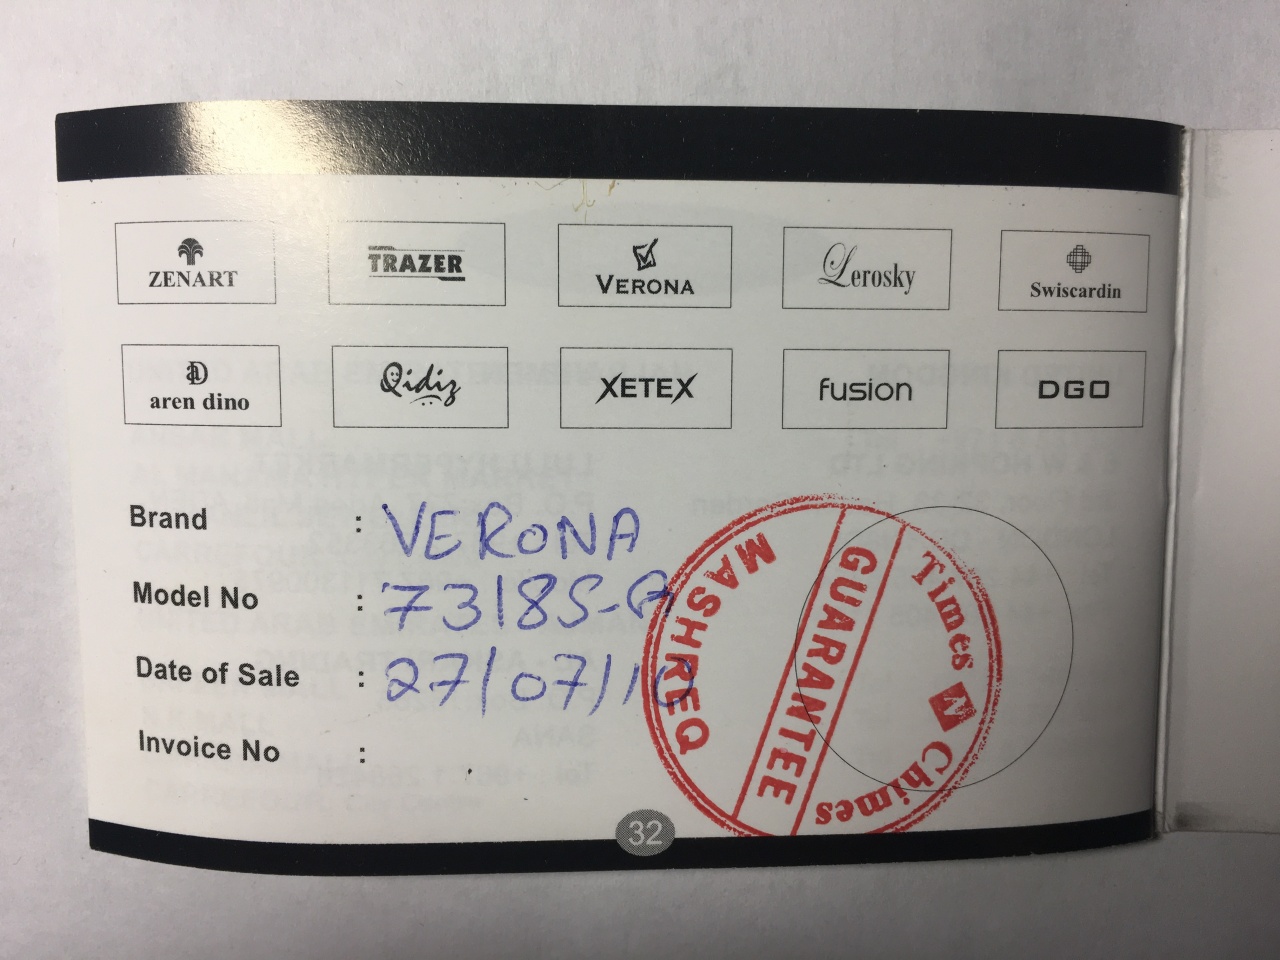 ZENART
TRAZER
VERONA
Lerosky
Swiscardin
aren dino
Qidiz
XETEX
fusion
DGO
Brand : VERONA
Model No :
Date of Sale : 27/07/10
Invoice No :
MASHREQ
GUARANTEE
Times N Chimes
32